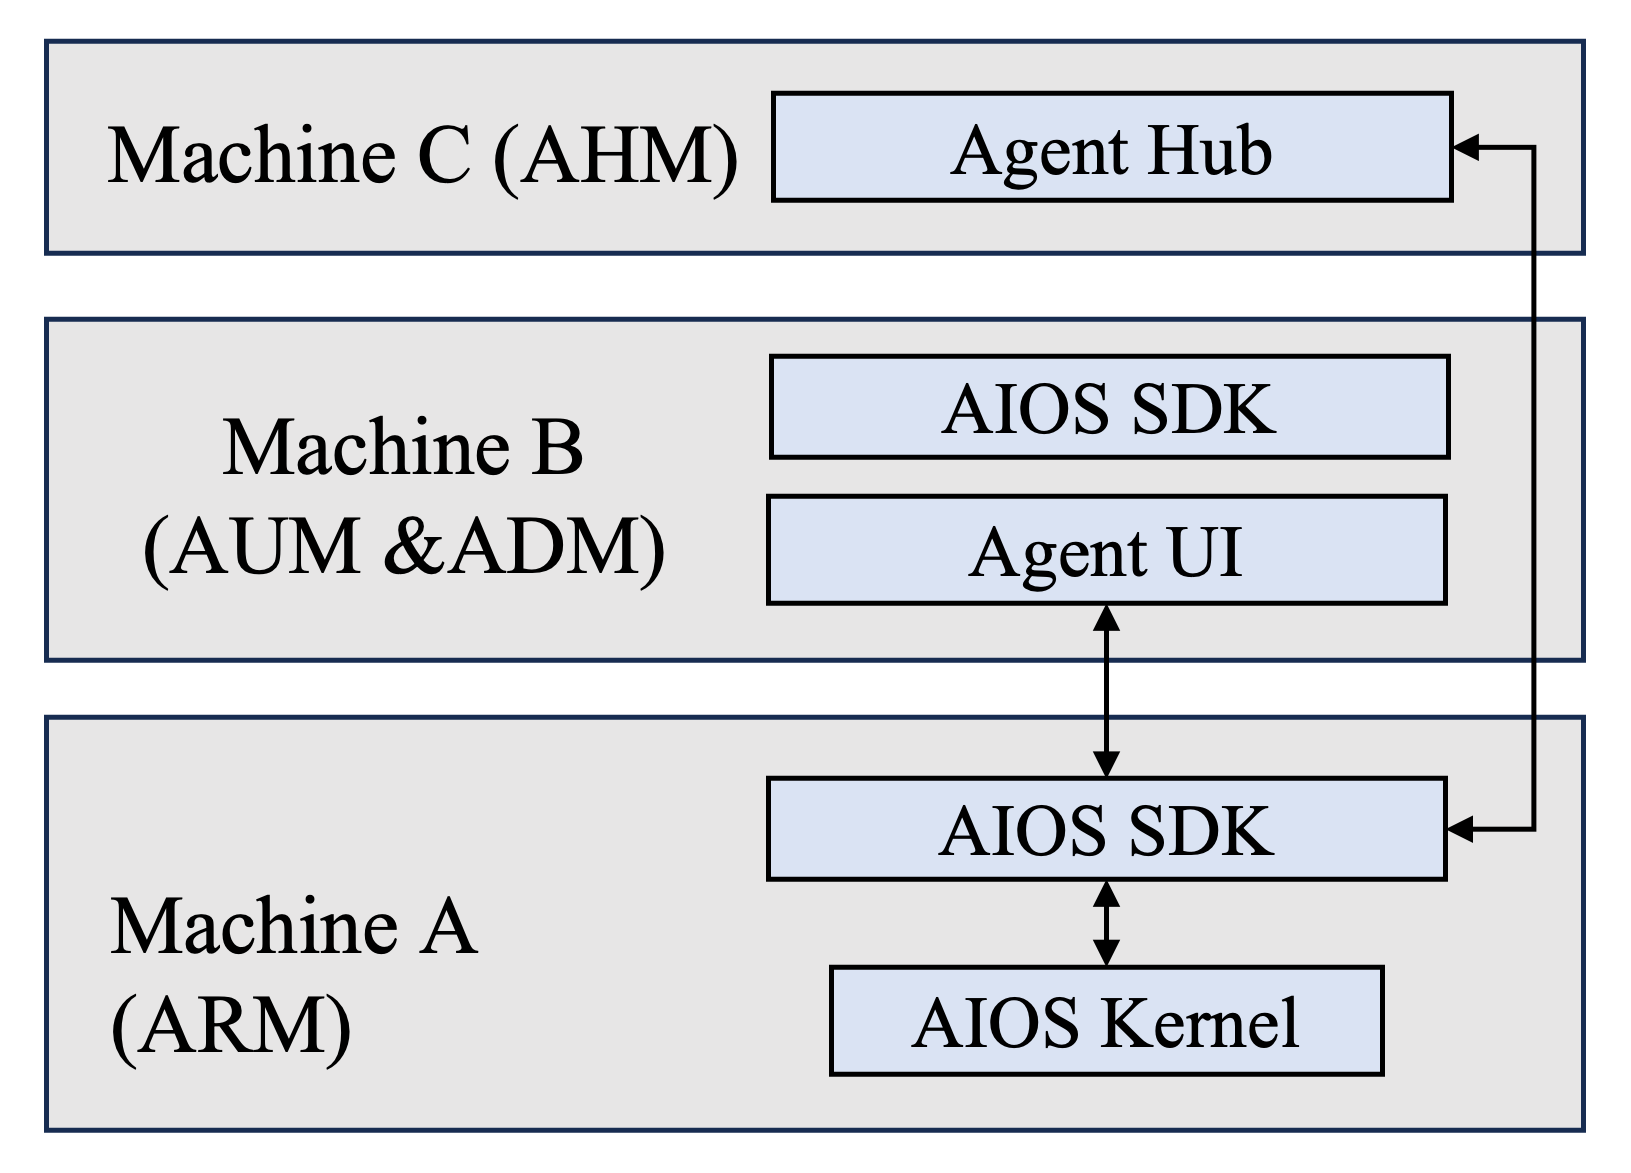 Machine C (AHM)
Agent Hub
Machine B
(AUM &ADM)
AIOS SDK
Agent UI
Machine A
(ARM)
AIOS SDK
AIOS Kernel